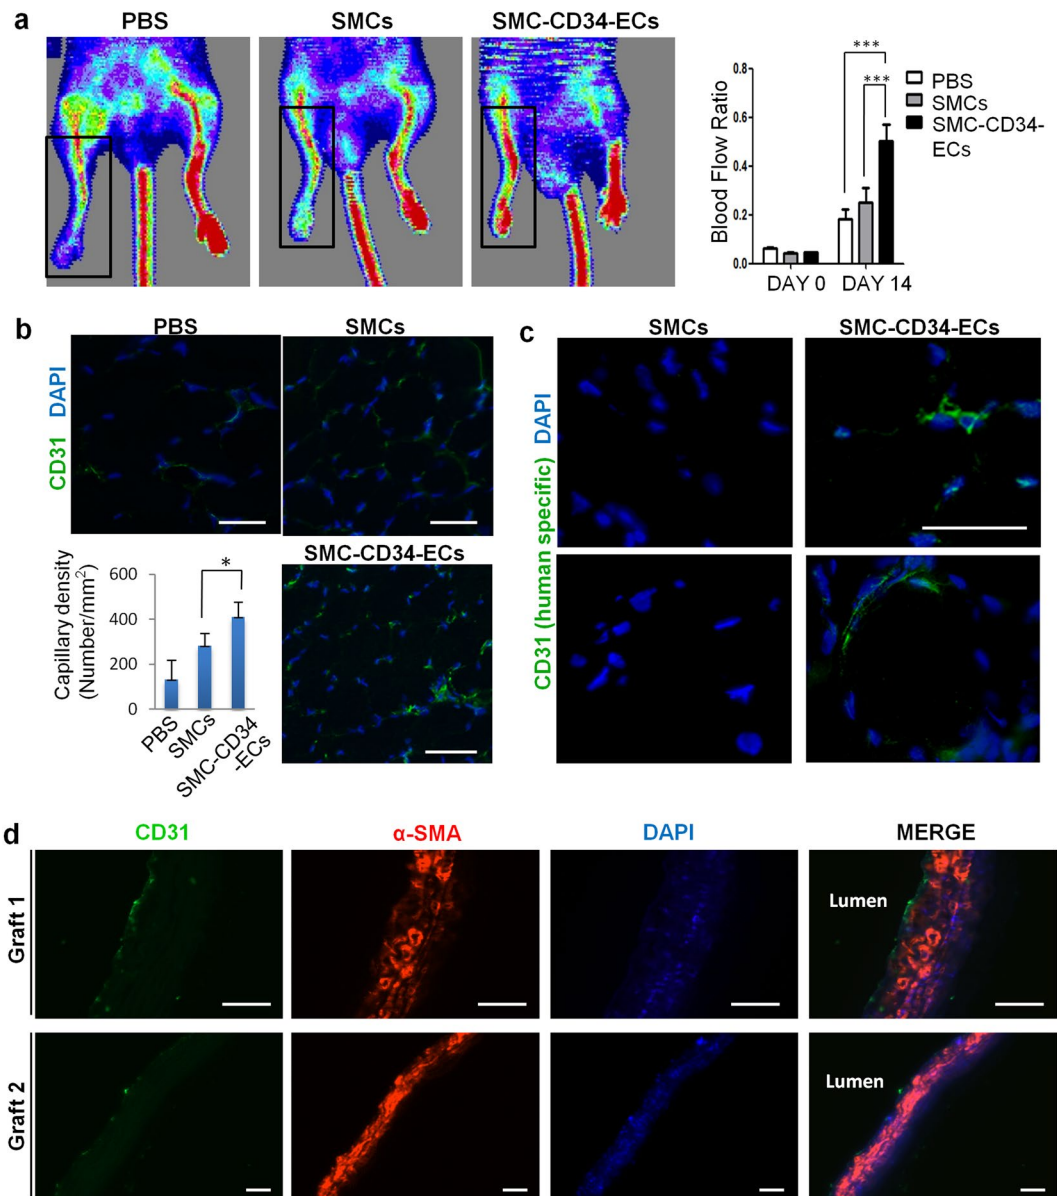 a
PBS
SMCs
SMC-CD34-ECs
Blood Flow Ratio
0.8
0.6
0.4
0.2
0.0
DAY 0
DAY 14
***
***
PBS
SMCs
SMC-CD34-
ECs
b
PBS
SMCs
CD31 DAPI
SMC-CD34-ECs
Capillary density
(Number/mm²)
600
400
200
0
*
PBS
SMCs
SMC-CD34
-ECs
c
SMCs
SMC-CD34-ECs
CD31 (human specific) DAPI
d
CD31
α-SMA
DAPI
MERGE
Graft 1
Lumen
Graft 2
Lumen